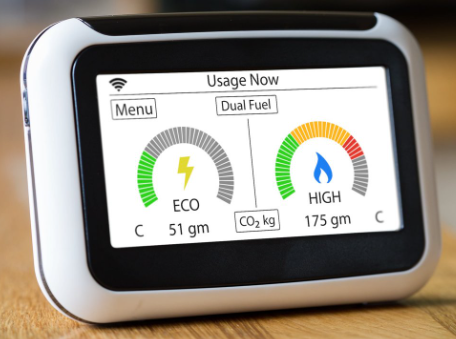 Usage Now
Menu
Dual Fuel
ECO
HIGH
C 51 gm
CO₂ kg
175 gm C